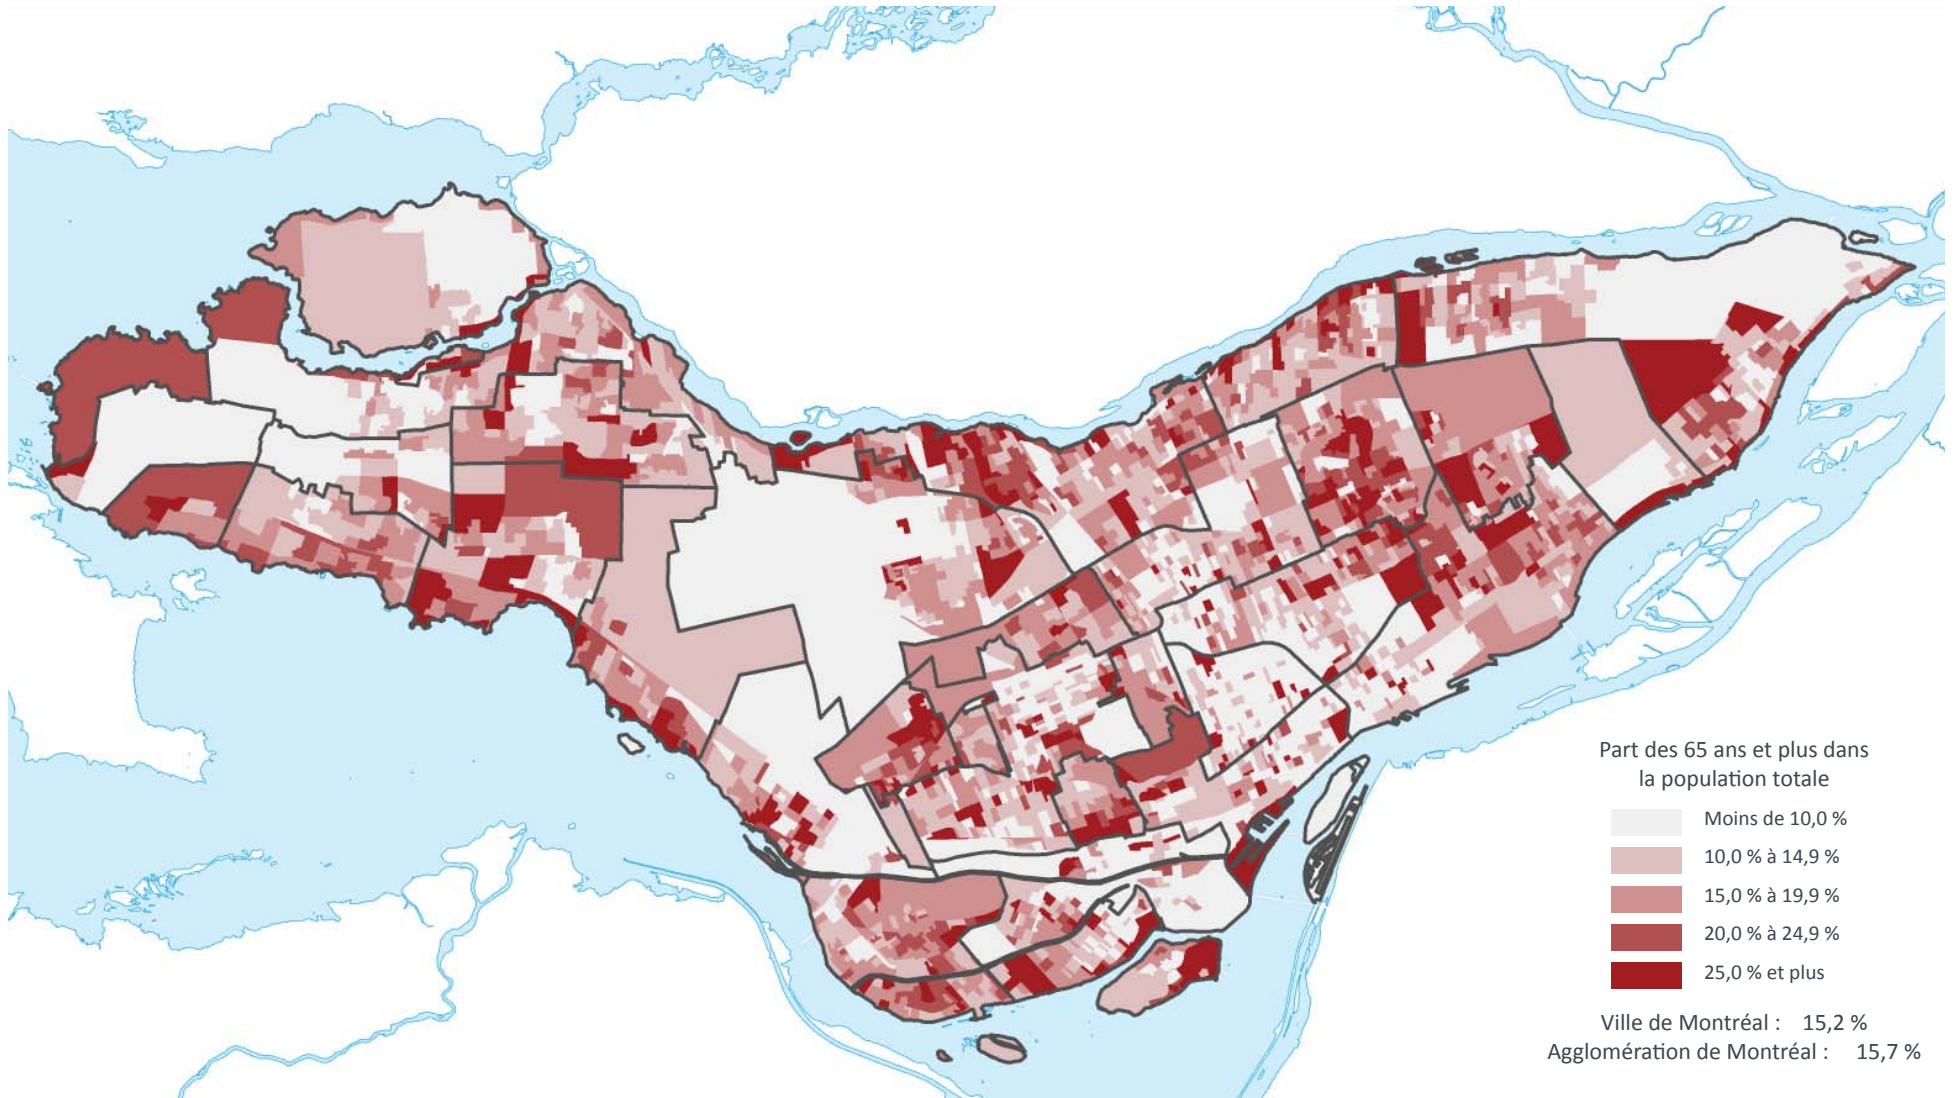 Part des 65 ans et plus dans
la population totale
Moins de 10,0 %
10,0 % à 14,9 %
15,0 % à 19,9 %
20,0 % à 24,9 %
25,0 % et plus
Ville de Montréal : 15,2 %
Agglomération de Montréal : 15,7 %